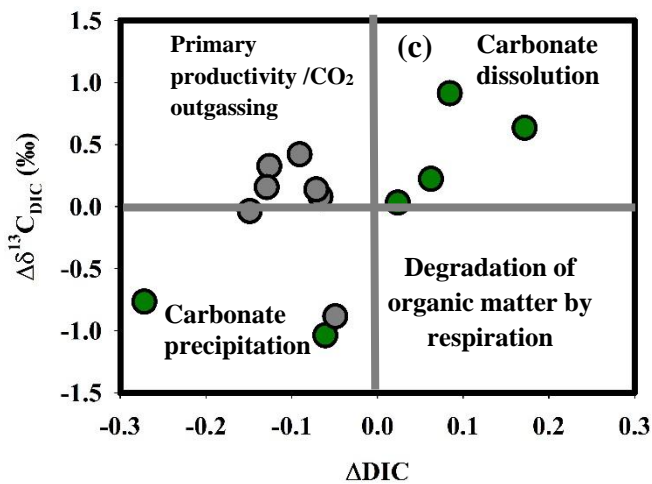 1.5
1.0
0.5
0.0
-0.5
-1.0
-1.5
Δδ¹³C_DIC (‰)
Primary
productivity /CO₂
outgassing
(c)
Carbonate
dissolution
Carbonate
precipitation
Degradation of
organic matter by
respiration
-0.3 -0.2 -0.1 0.0 0.1 0.2 0.3
ΔDIC